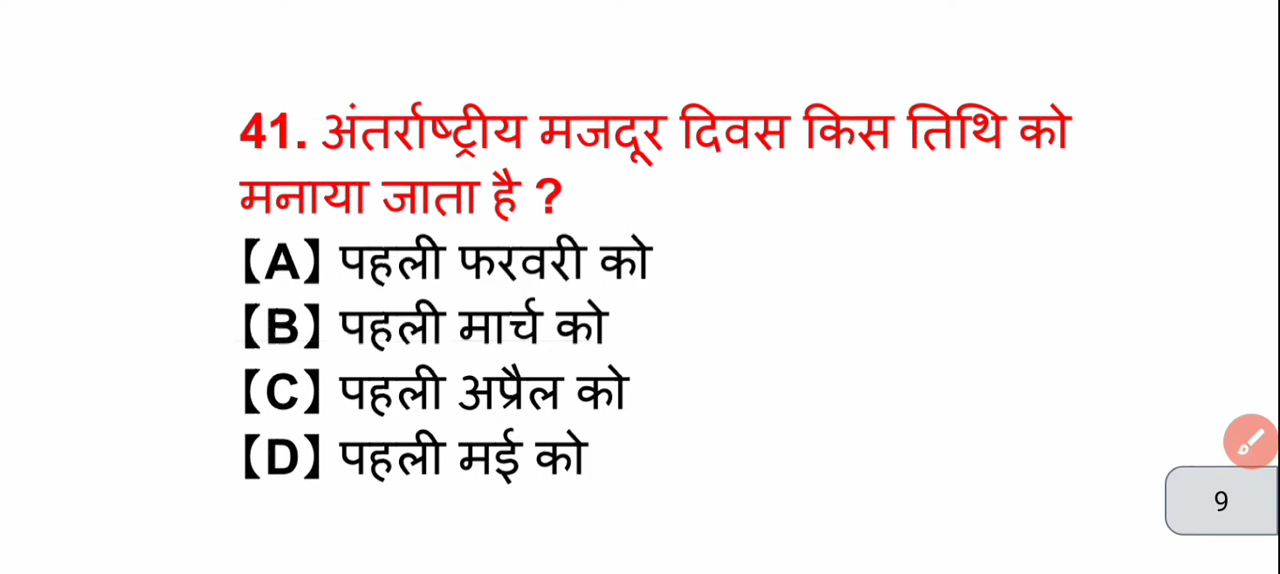 41. अंतर्राष्ट्रीय मजदूर दिवस किस तिथि को
मनाया जाता है ?
【A】पहली फरवरी को
【B】पहली मार्च को
【C】पहली अप्रैल को
【D】पहली मई को
9